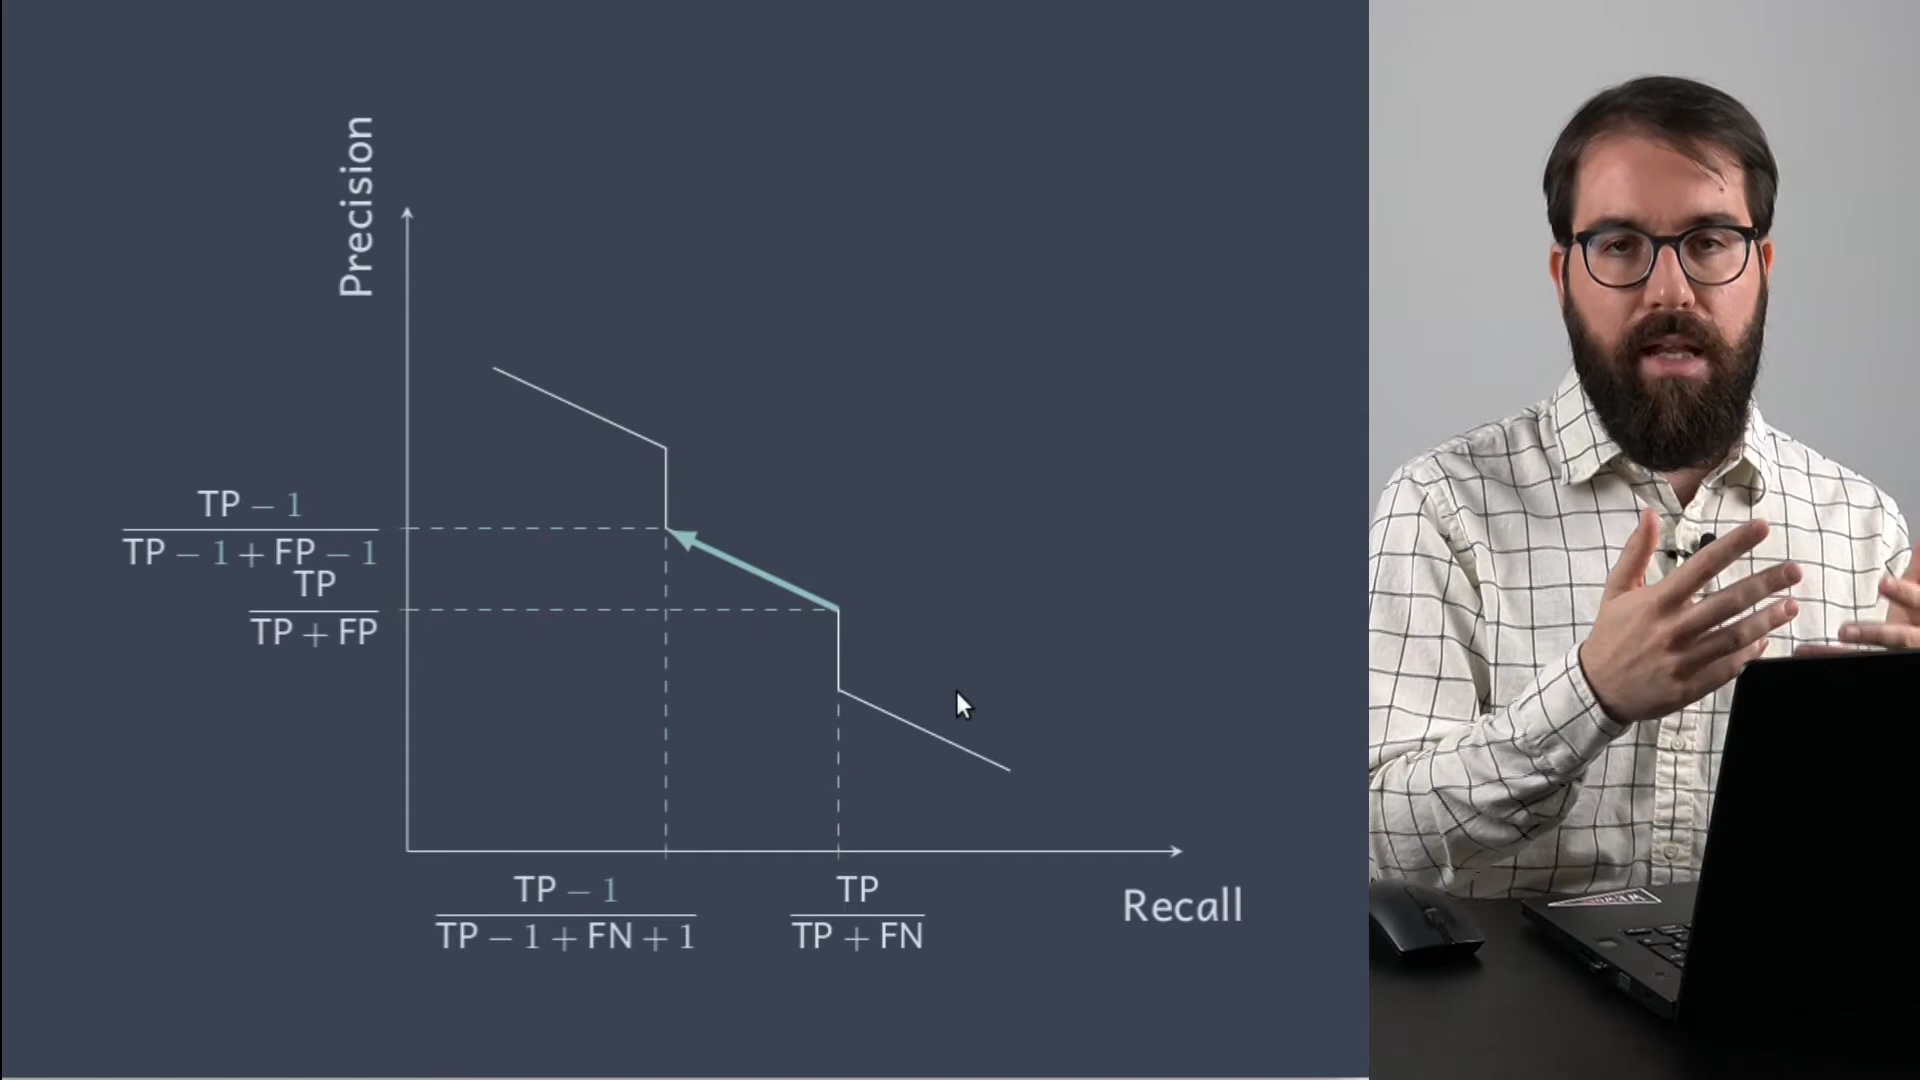 Precision
TP − 1
TP − 1 + FP − 1
TP
TP + FP
TP − 1
TP − 1 + FN + 1
TP
TP + FN
Recall